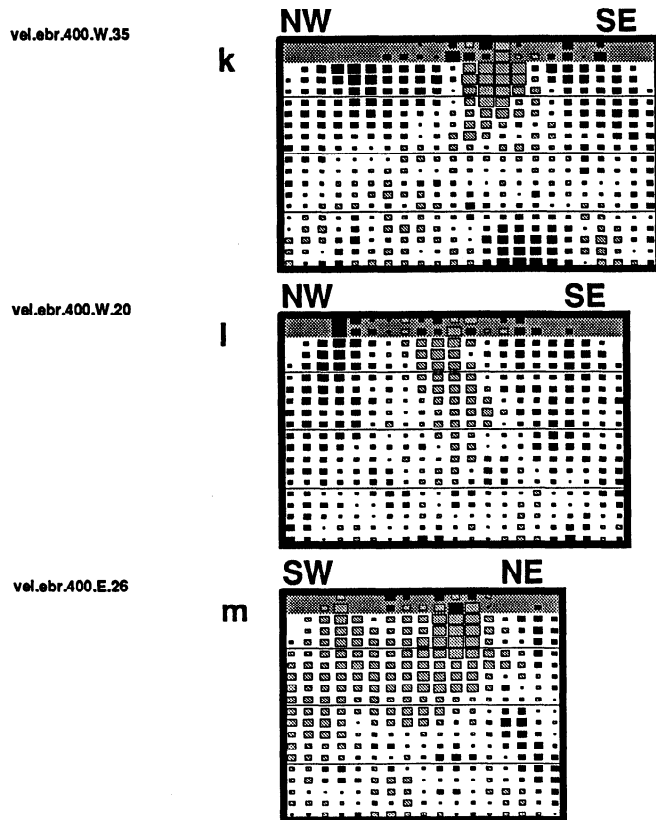 vel.ebr.400.W.35
k
NW SE
vel.ebr.400.W.20
l
NW SE
vel.ebr.400.E.26
m
SW NE